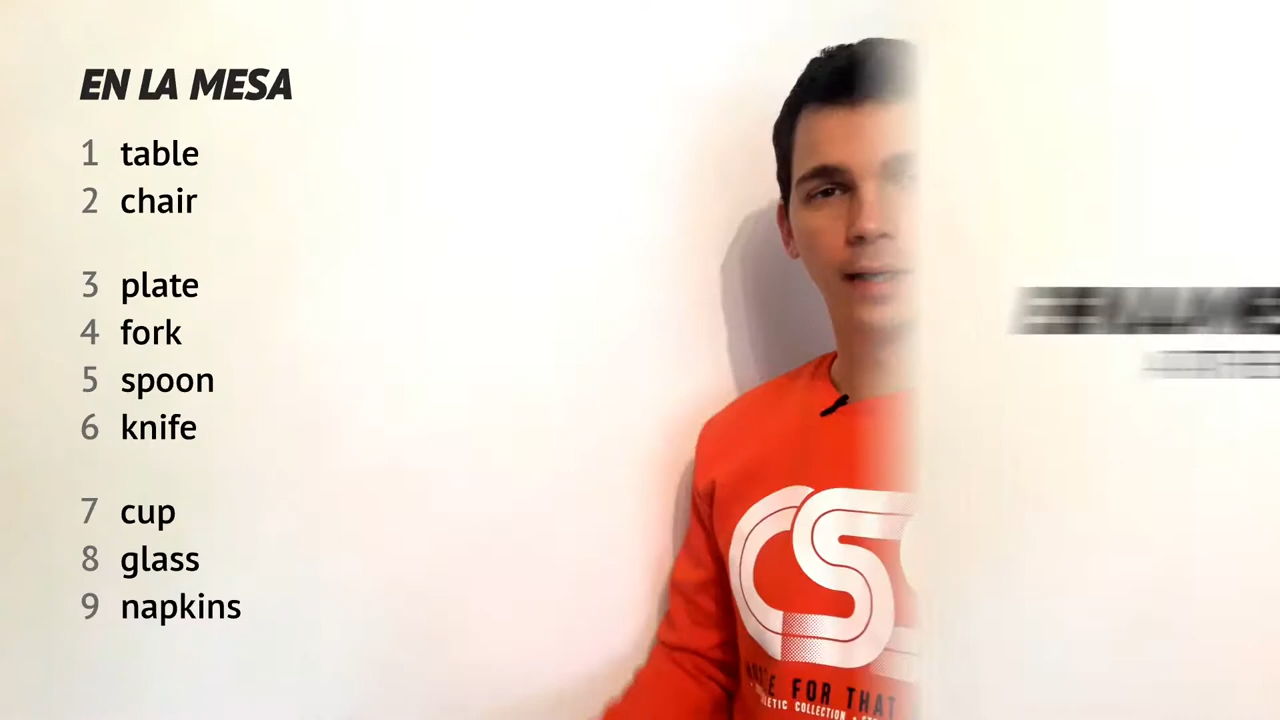 EN LA MESA
1 table
2 chair
3 plate
4 fork
5 spoon
6 knife
7 cup
8 glass
9 napkins
FOR THAT
COLLECTION